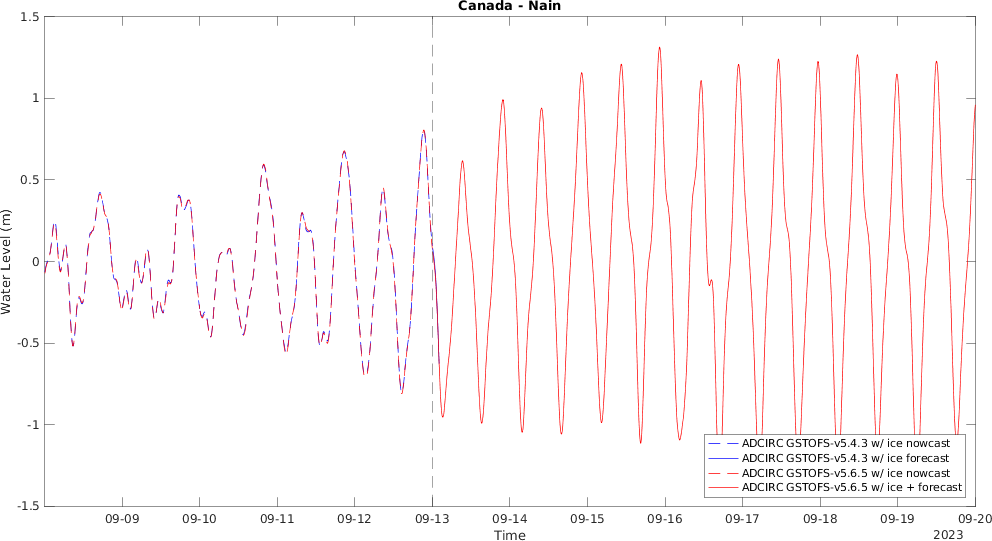 Canada - Nain
Water Level (m)
1.5
1
0.5
0
-0.5
-1
-1.5
ADCIRC GSTOFS-v5.4.3 w/ ice nowcast
ADCIRC GSTOFS-v5.4.3 w/ ice forecast
ADCIRC GSTOFS-v5.6.5 w/ ice nowcast
ADCIRC GSTOFS-v5.6.5 w/ ice + forecast
09-09 09-10 09-11 09-12 09-13 09-14 09-15 09-16 09-17 09-18 09-19 09-20
Time
2023